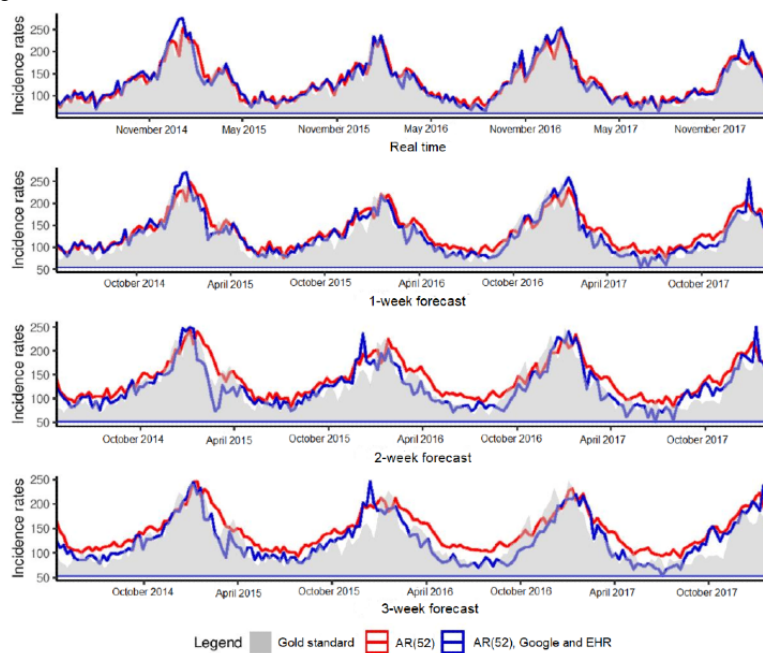 250
200
150
100
Incidence rates
November 2014 May 2015 November 2015 May 2016 November 2016 May 2017 November 2017
Real time
250
200
150
100
50
Incidence rates
October 2014 April 2015 October 2015 April 2016 October 2016 April 2017 October 2017
1-week forecast
250
200
150
100
50
Incidence rates
October 2014 April 2015 October 2015 April 2016 October 2016 April 2017 October 2017
2-week forecast
250
200
150
100
50
Incidence rates
October 2014 April 2015 October 2015 April 2016 October 2016 April 2017 October 2017
3-week forecast
Legend Gold standard AR(52) AR(52), Google and EHR